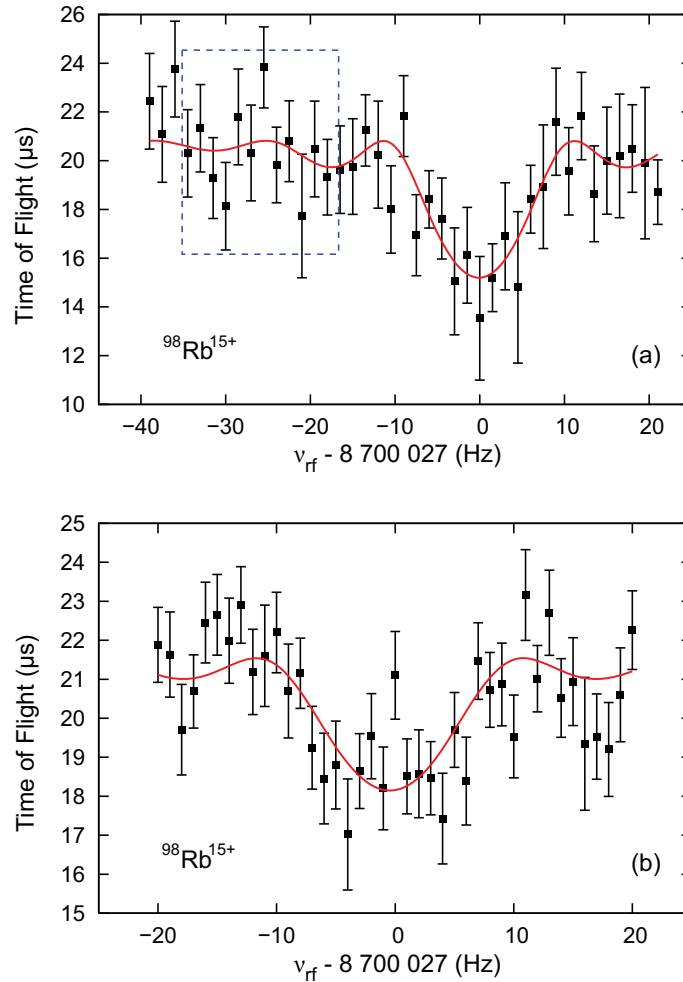 26
24
22
20
18
16
14
12
10
Time of Flight (μs)
⁹⁸Rb¹⁵⁺
(a)
−40 −30 −20 −10 0 10 20
νrf - 8 700 027 (Hz)
25
24
23
22
21
20
19
18
17
16
15
Time of Flight (μs)
⁹⁸Rb¹⁵⁺
(b)
−20 −10 0 10 20
νrf - 8 700 027 (Hz)